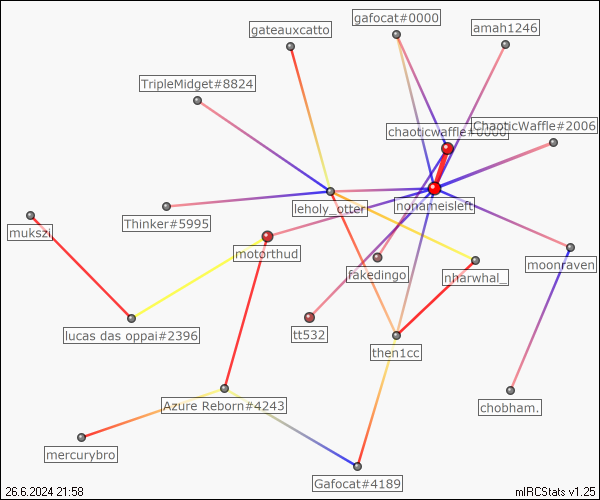 gafocat#0000
gateauxcatto
amah1246
TripleMidget#8824
ChaoticWaffle#2006
chaoticwaffle#0000
leholy_otter
nonameisleft
Thinker#5995
mukszi
motorthud
moonraven
fakedingo
nharwhal_
lucas das oppai#2396
tt532
then1cc
Azure Reborn#4243
chobham.
mercurybro
Gafocat#4189
26.6.2024 21:58
mIRCStats v1.25